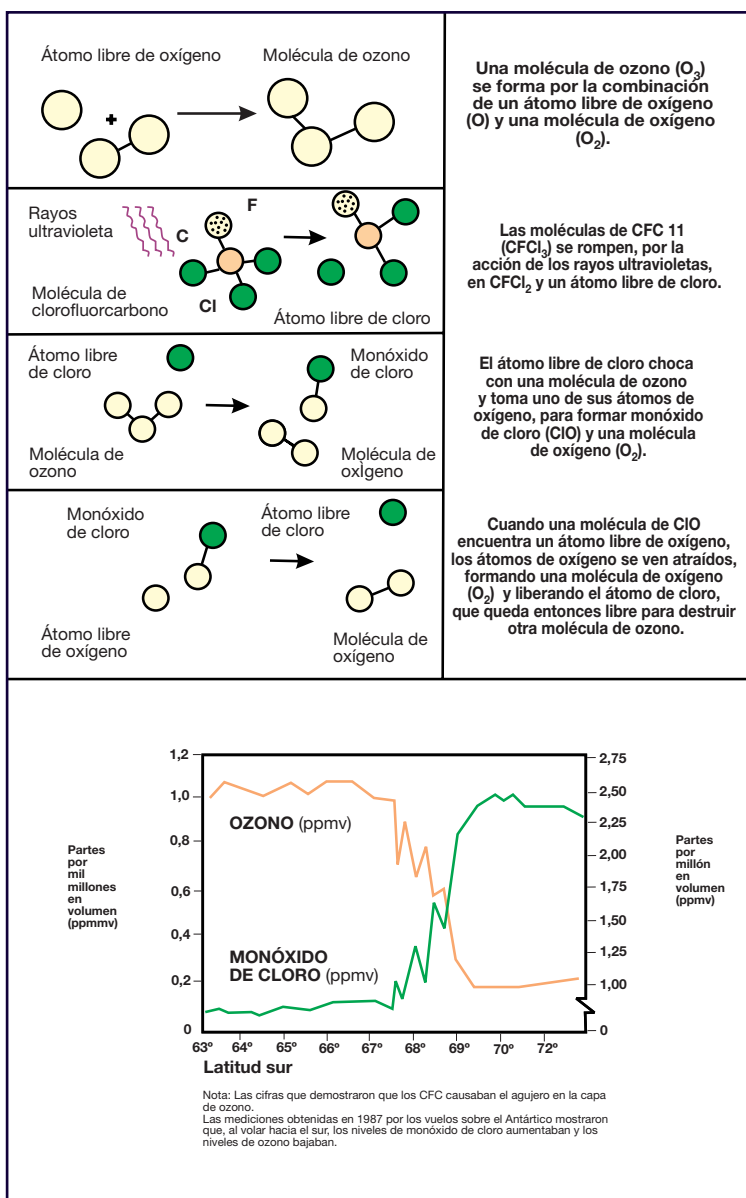 Átomo libre de oxígeno
Molécula de ozono
+
Una molécula de ozono (O3)
se forma por la combinación
de un átomo libre de oxígeno
(O) y una molécula de oxígeno
(O2).
Rayos
ultravioleta
C
F
Cl
Molécula de
clorofluorcarbono
Átomo libre de cloro
Las moléculas de CFC 11
(CFCl3) se rompen, por la
acción de los rayos ultravioletas,
en CFCl2 y un átomo libre de cloro.
Átomo libre
de cloro
Monóxido
de cloro
Molécula de
ozono
Molécula de
oxÌgeno
El átomo libre de cloro choca
con una molécula de ozono
y toma uno de sus átomos de
oxígeno, para formar monóxido
de cloro (ClO) y una molécula
de oxígeno (O2).
Monóxido
de cloro
Átomo libre de
cloro
Átomo libre
de oxígeno
Molécula de
oxígeno
Cuando una molécula de ClO
encuentra un átomo libre de oxígeno,
los átomos de oxígeno se ven atraídos,
formando una molécula de oxígeno
(O2) y liberando el átomo de cloro,
que queda entonces libre para destruir
otra molécula de ozono.
Partes
por
mil
millones
en
volumen
(ppmmv)
1,2
1,0
0,8
0,6
0,4
0,2
0
OZONO (ppmv)
MONÓXIDO
DE CLORO (ppmv)
2,75
2,50
2,25
2,00
1,75
1,50
1,25
1,00
0
Partes
por
millón
en
volumen
(ppmv)
63º 64º 65º 66º 67º 68º 69º 70º 72º
Latitud sur
Nota: Las cifras que demostraron que los CFC causaban el agujero en la capa
de ozono.
Las mediciones obtenidas en 1987 por los vuelos sobre el Antártico mostraron
que, al volar hacia el sur, los niveles de monóxido de cloro aumentaban y los
niveles de ozono bajaban.